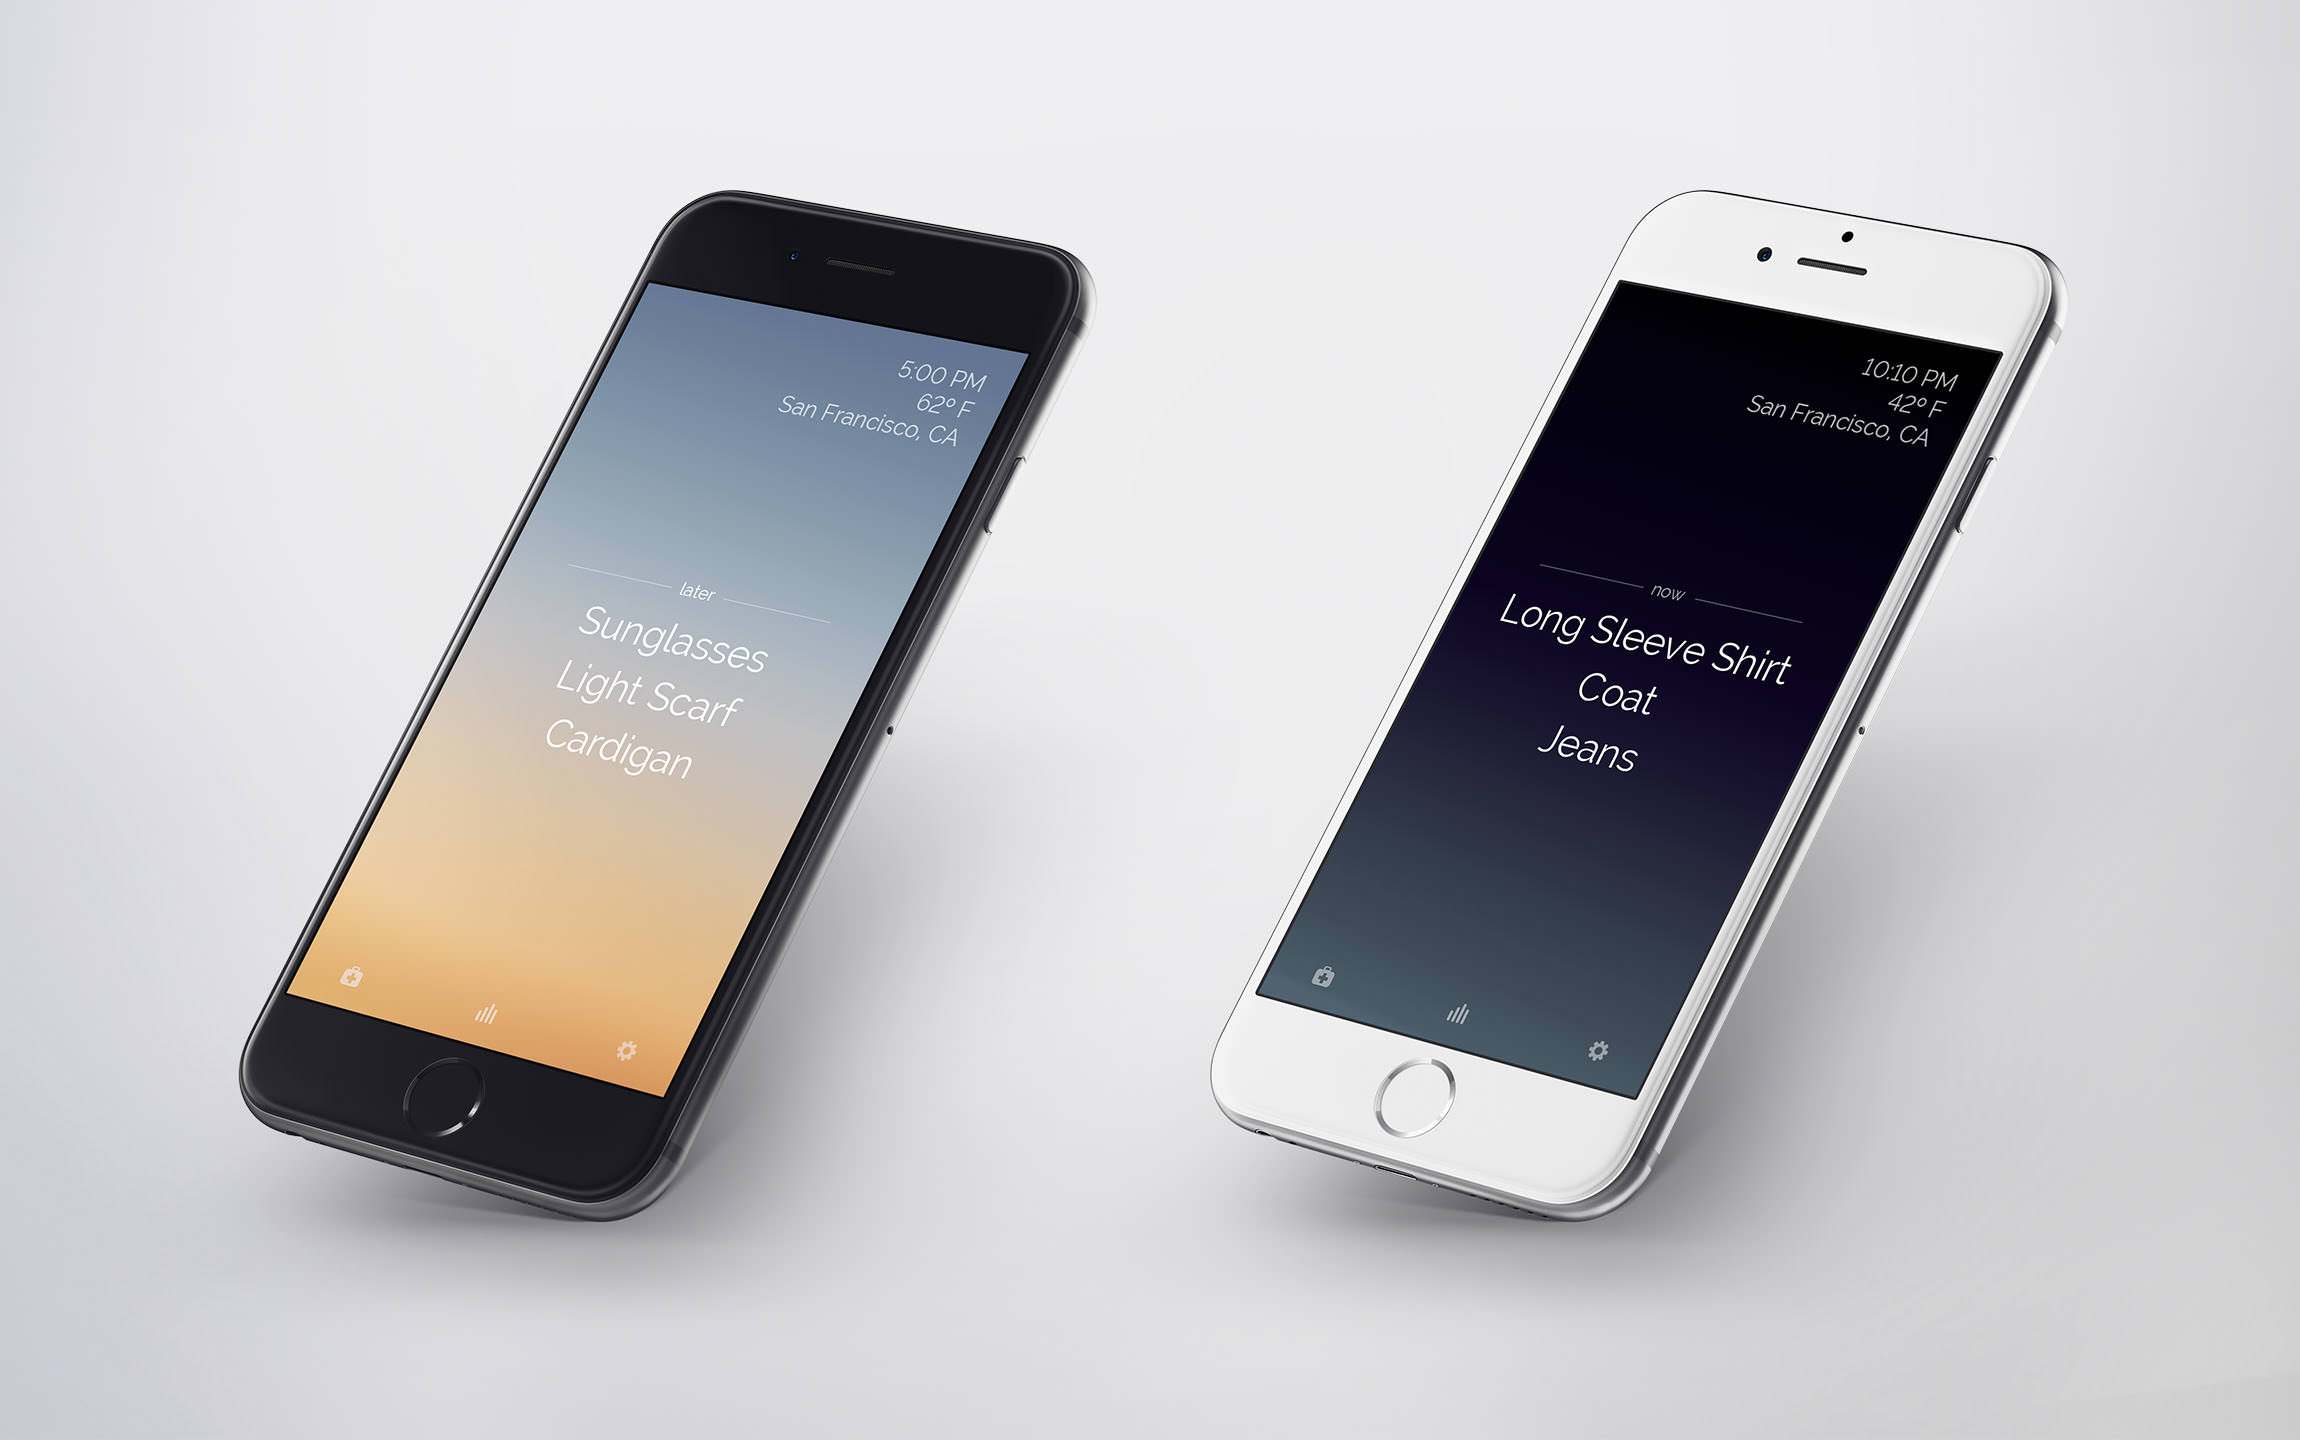 5:00 PM
62° F
San Francisco, CA
later
Sunglasses
Light Scarf
Cardigan
10:10 PM
42° F
San Francisco, CA
now
Long Sleeve Shirt
Coat
Jeans